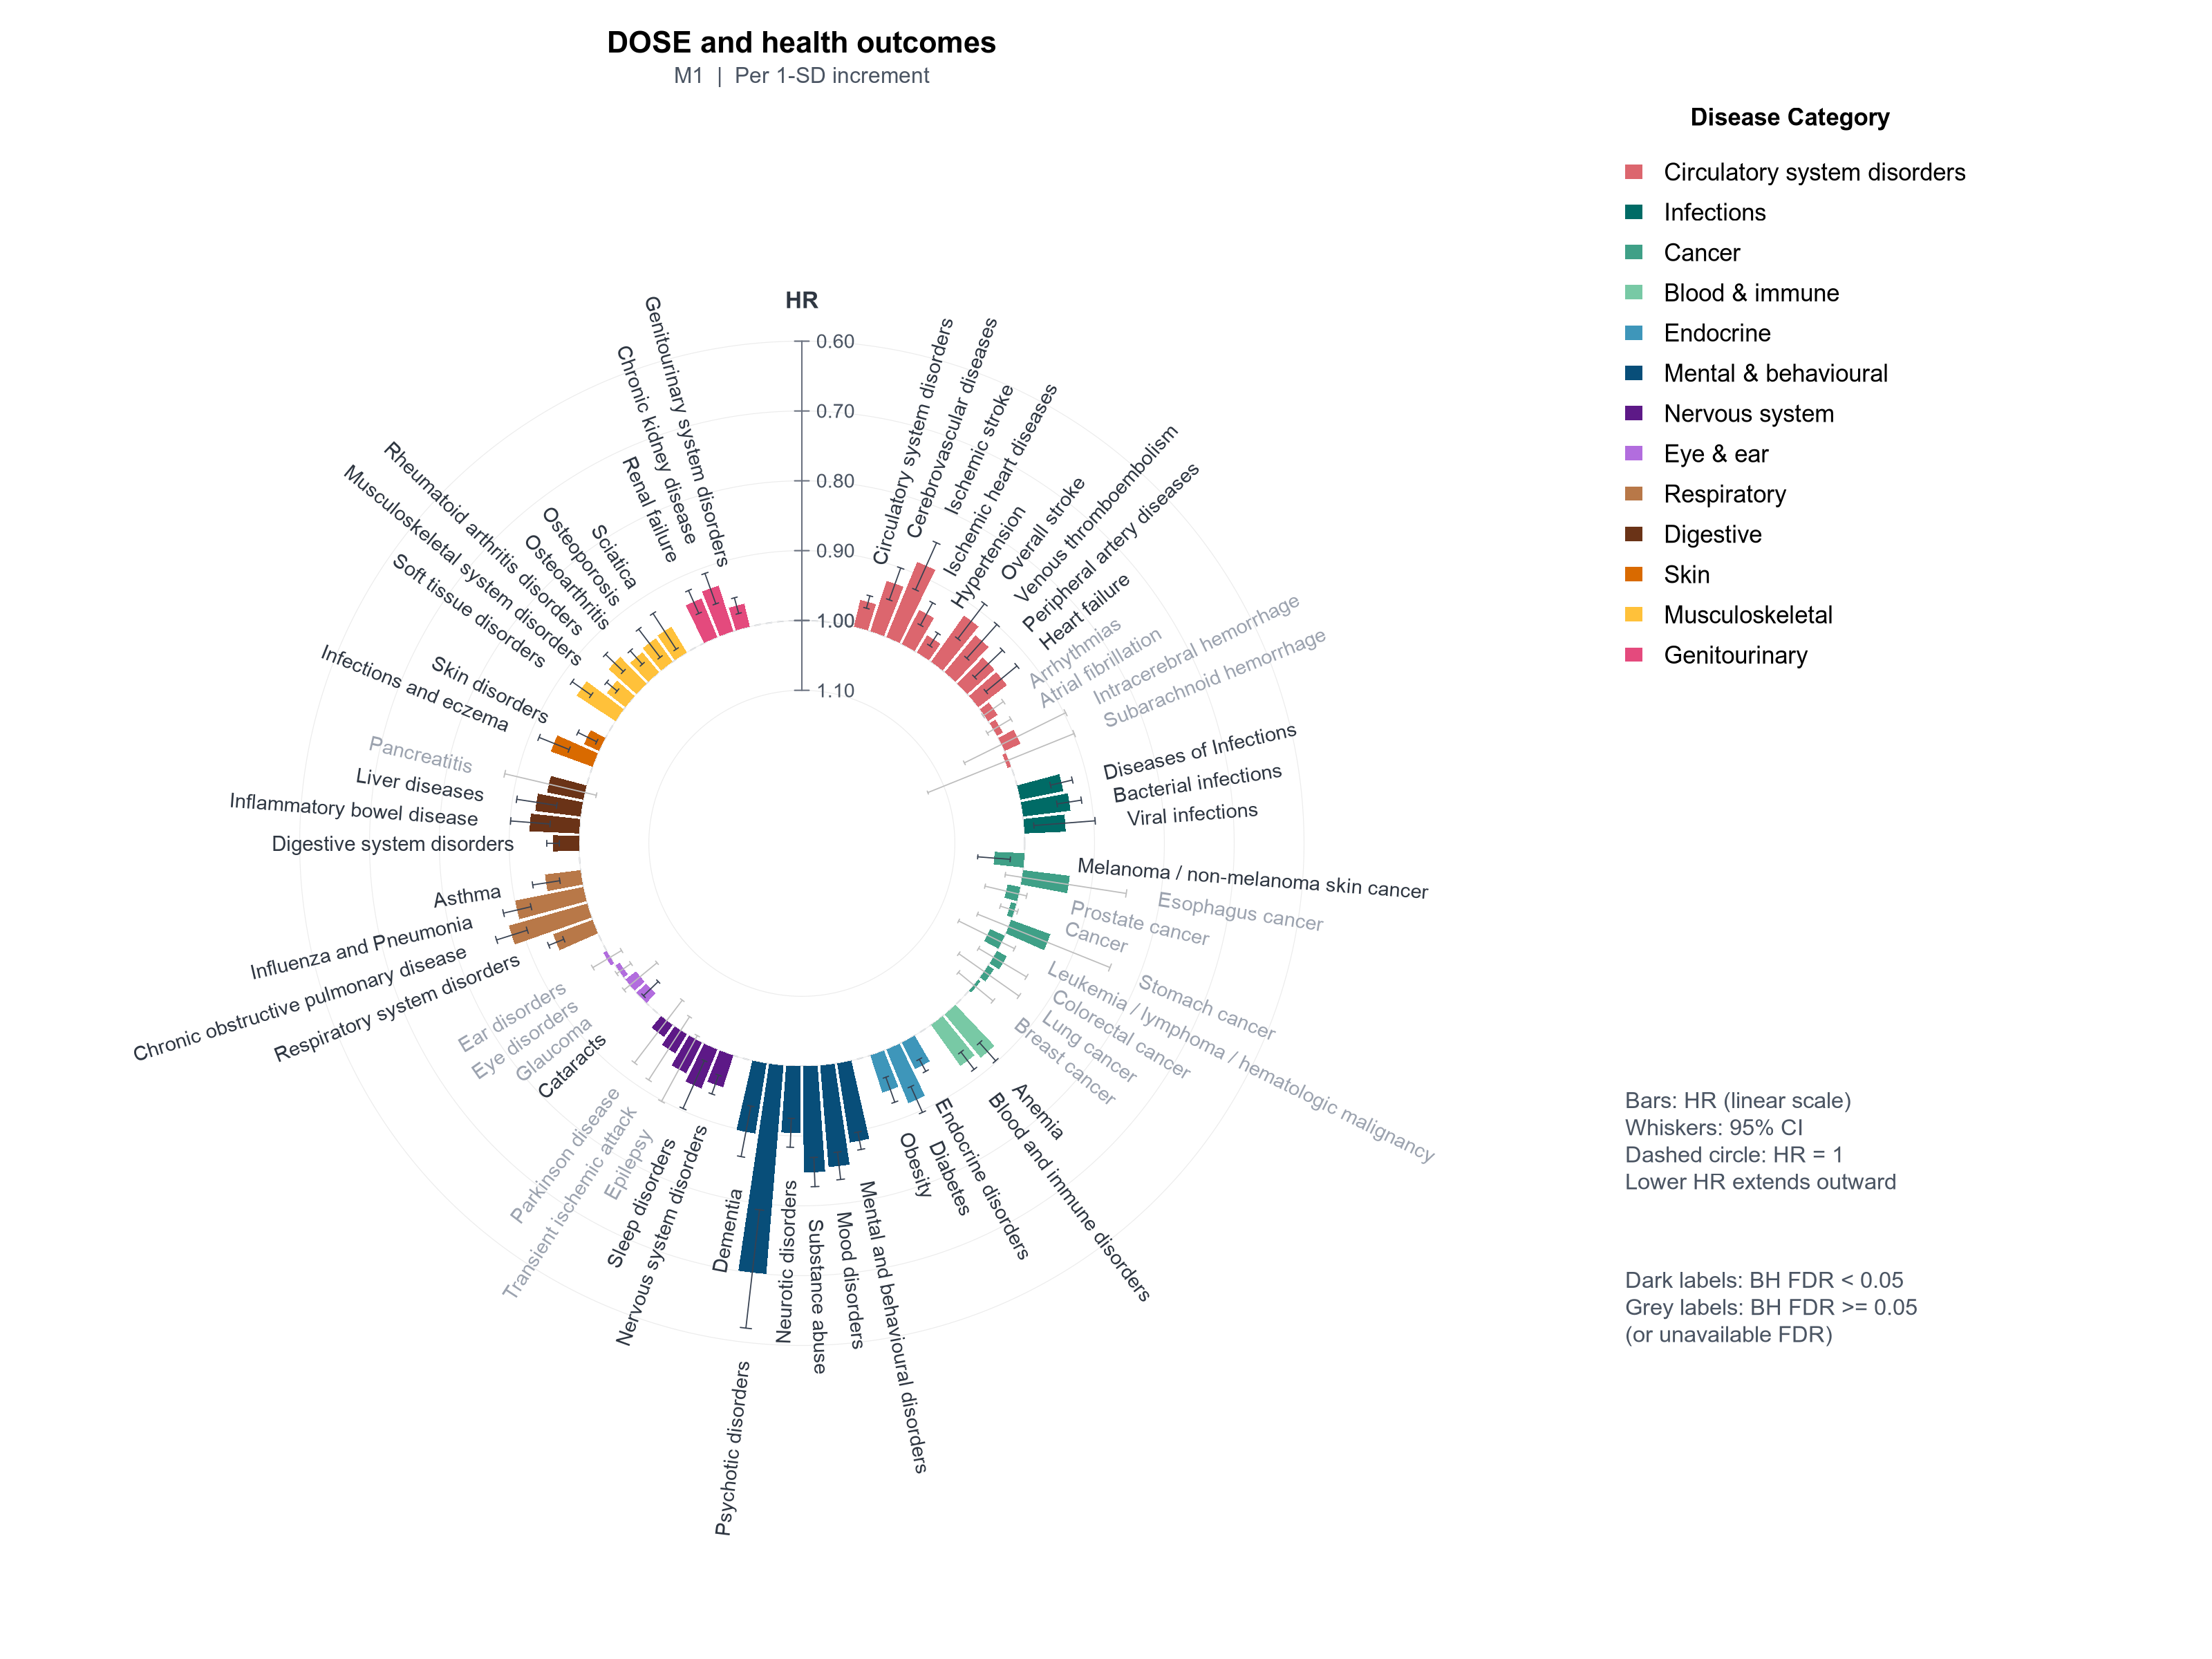 DOSE and health outcomes
M1 | Per 1-SD increment
HR
0.60
0.70
0.80
0.90
1.00
1.10
Circulatory system disorders
Cerebrovascular diseases
Ischemic stroke
Ischemic heart diseases
Hypertension
Overall stroke
Venous thromboembolism
Peripheral artery diseases
Heart failure
Arrhythmias
Atrial fibrillation
Intracerebral hemorrhage
Subarachnoid hemorrhage
Diseases of Infections
Bacterial infections
Viral infections
Melanoma / non-melanoma skin cancer
Esophagus cancer
Prostate cancer
Cancer
Stomach cancer
Leukemia / lymphoma / hematologic malignancy
Colorectal cancer
Lung cancer
Breast cancer
Anemia
Blood and immune disorders
Endocrine disorders
Diabetes
Obesity
Mental and behavioural disorders
Mood disorders
Substance abuse
Neurotic disorders
Psychotic disorders
Dementia
Nervous system disorders
Sleep disorders
Epilepsy
Transient ischemic attack
Parkinson disease
Cataracts
Glaucoma
Eye disorders
Ear disorders
Respiratory system disorders
Chronic obstructive pulmonary disease
Influenza and Pneumonia
Asthma
Digestive system disorders
Inflammatory bowel disease
Liver diseases
Pancreatitis
Infections and eczema
Skin disorders
Soft tissue disorders
Musculoskeletal system disorders
Rheumatoid arthritis disorders
Osteoarthritis
Osteoporosis
Sciatica
Renal failure
Chronic kidney disease
Genitourinary system disorders
Disease Category
Circulatory system disorders
Infections
Cancer
Blood & immune
Endocrine
Mental & behavioural
Nervous system
Eye & ear
Respiratory
Digestive
Skin
Musculoskeletal
Genitourinary
Bars: HR (linear scale)
Whiskers: 95% CI
Dashed circle: HR = 1
Lower HR extends outward
Dark labels: BH FDR < 0.05
Grey labels: BH FDR >= 0.05
(or unavailable FDR)